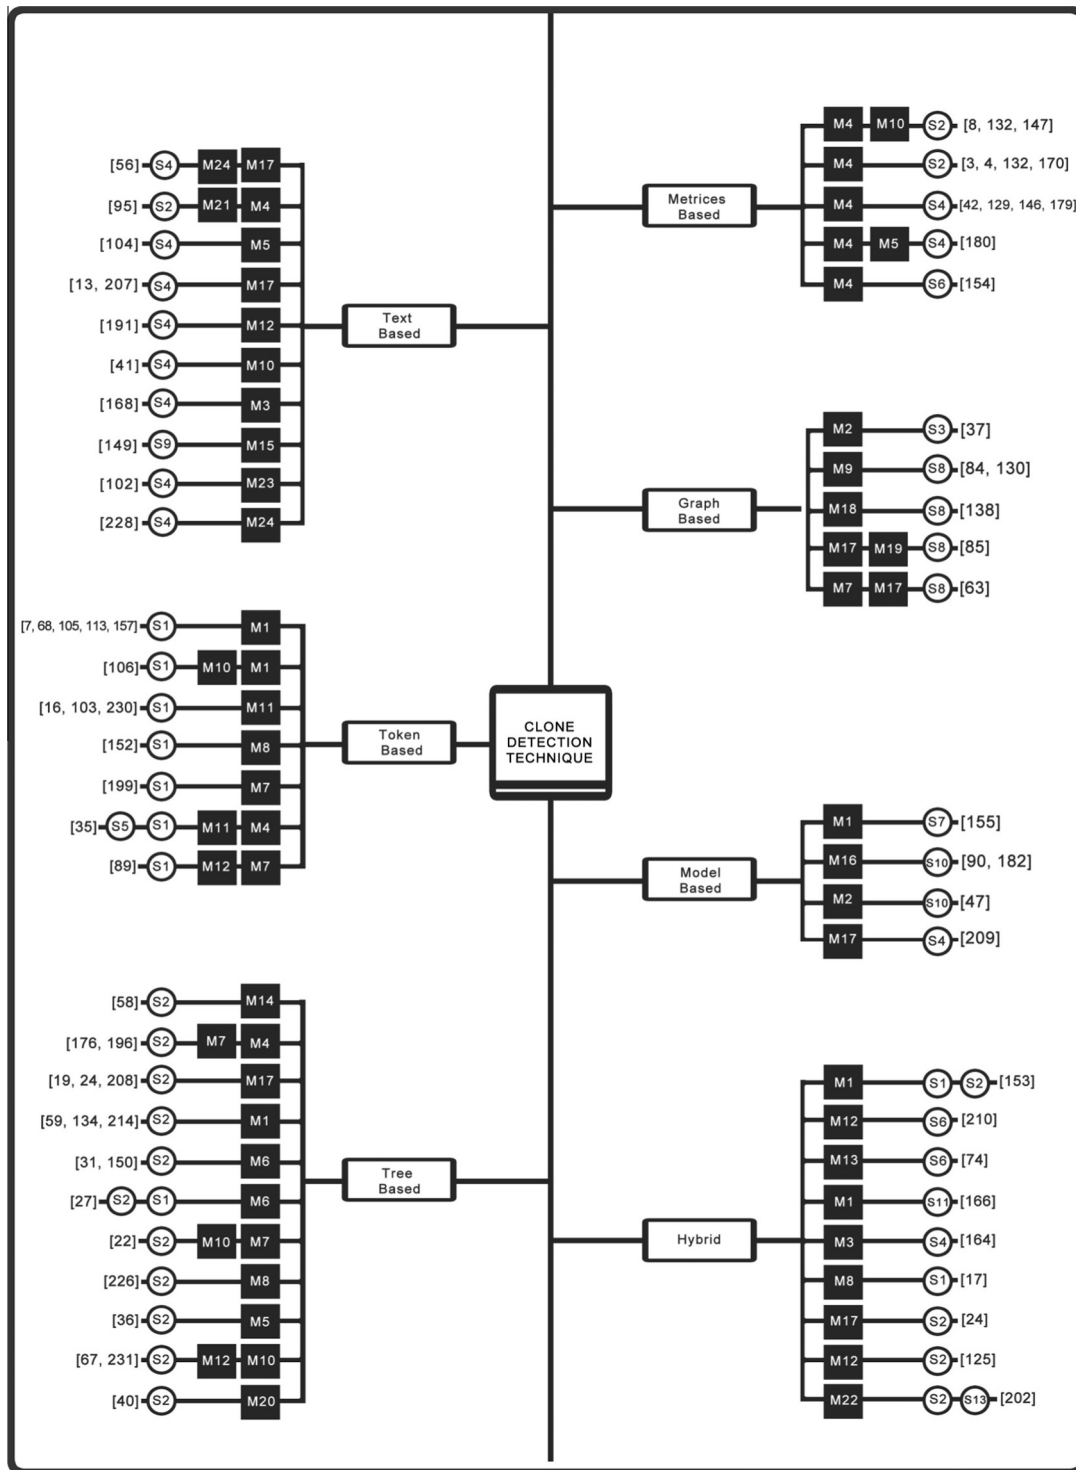 [56] S4 M24 M17
[95] S2 M21 M4
[104] S4 M5
[13, 207] S4 M17
[191] S4 M12
[41] S4 M10
[168] S4 M3
[149] S9 M15
[102] S4 M23
[228] S4 M24
Text
Based
[7, 68, 105, 113, 157] S1 M1
[106] S1 M10 M1
[16, 103, 230] S1 M11
[152] S1 M8
[199] S1 M7
[35] S5 S1 M11 M4
[89] S1 M12 M7
Token
Based
[58] S2 M14
[176, 196] S2 M7 M4
[19, 24, 208] S2 M17
[59, 134, 214] S2 M1
[31, 150] S2 M6
[27] S2 S1 M6
[22] S2 M10 M7
[226] S2 M8
[36] S2 M5
[67, 231] S2 M12 M10
[40] S2 M20
Tree
Based
CLONE
DETECTION
TECHNIQUE
Metrices
Based
M4 M10 S2 [8, 132, 147]
M4 S2 [3, 4, 132, 170]
M4 S4 [42, 129, 146, 179]
M4 M5 S4 [180]
M4 S6 [154]
Graph
Based
M2 S3 [37]
M9 S8 [84, 130]
M18 S8 [138]
M17 M19 S8 [85]
M7 M17 S8 [63]
Model
Based
M1 S7 [155]
M16 S10 [90, 182]
M2 S10 [47]
M17 S4 [209]
Hybrid
M1 S1 S2 [153]
M12 S6 [210]
M13 S6 [74]
M1 S11 [166]
M3 S4 [164]
M8 S1 [17]
M17 S2 [24]
M12 S2 [125]
M22 S2 S13 [202]